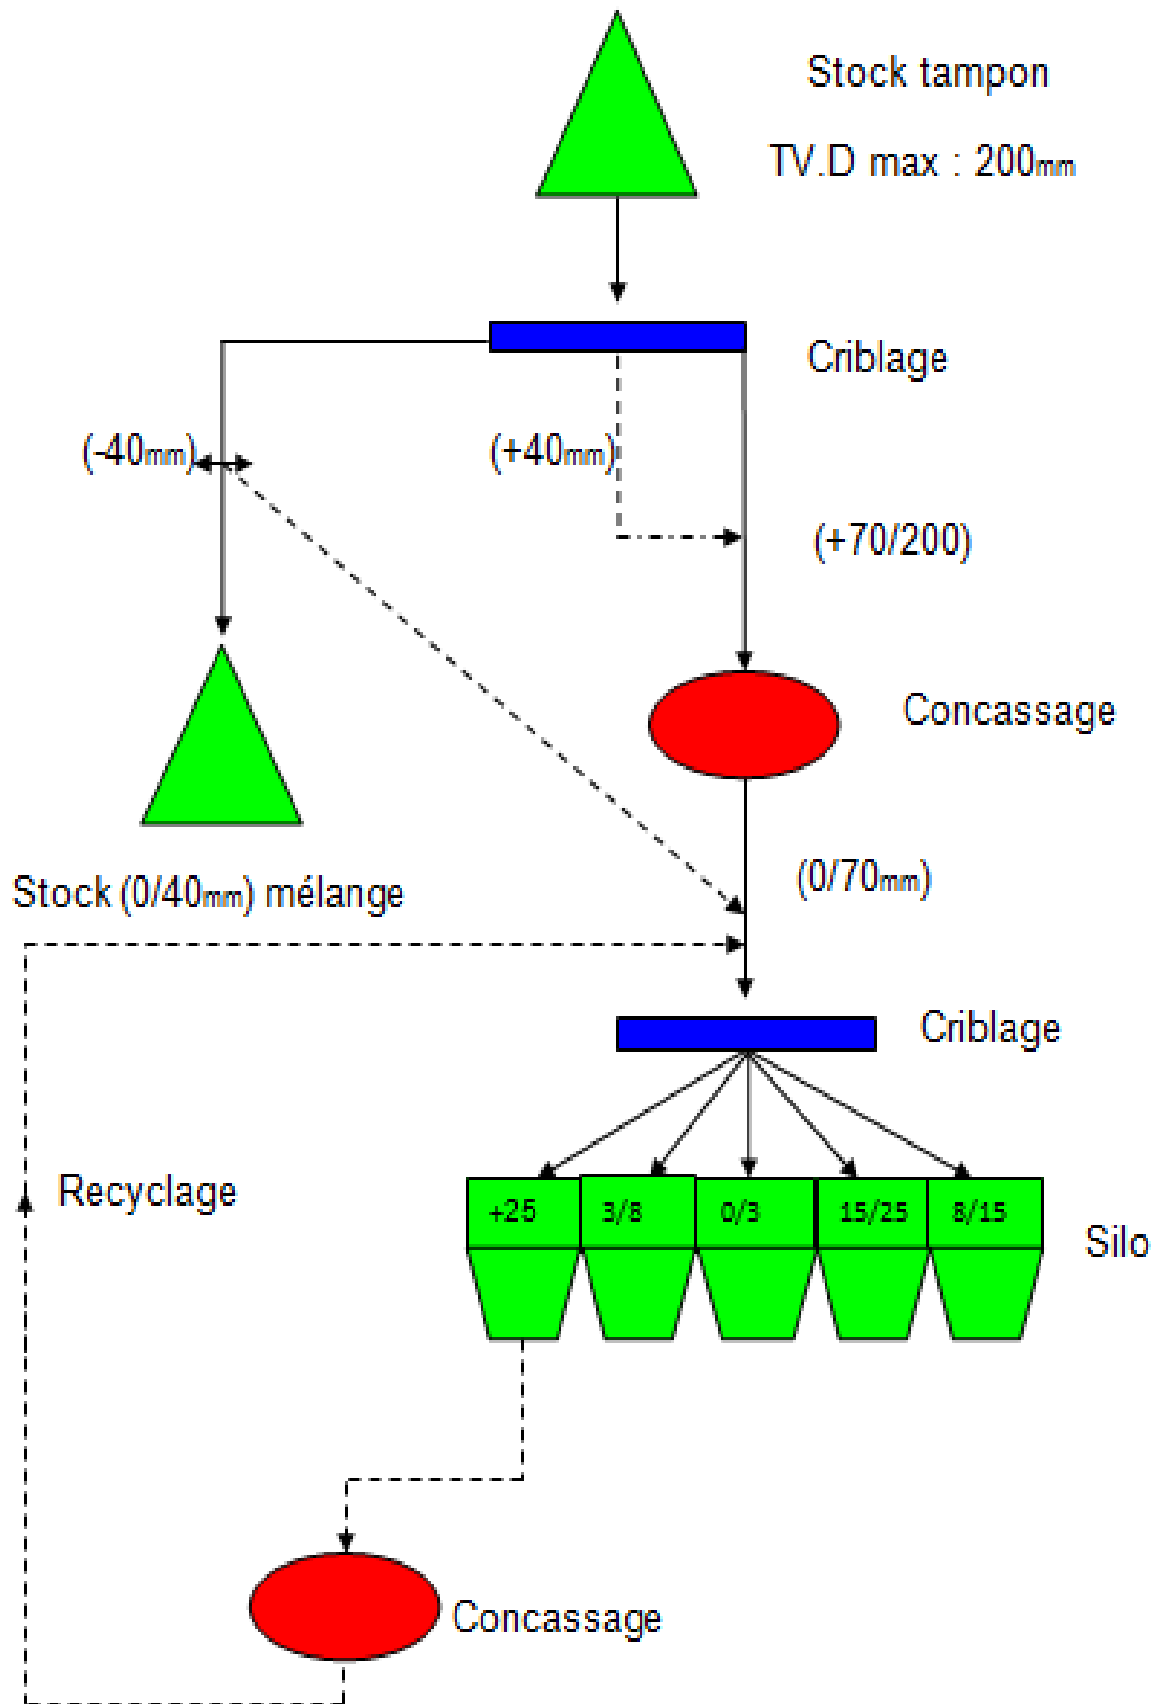 Stock tampon
TV.D max : 200mm
Criblage
(-40mm)
(+40mm)
(+70/200)
Concassage
(0/70mm)
Stock (0/40mm) mélange
Criblage
Recyclage
+25
3/8
0/3
15/25
8/15
Silo
Concassage